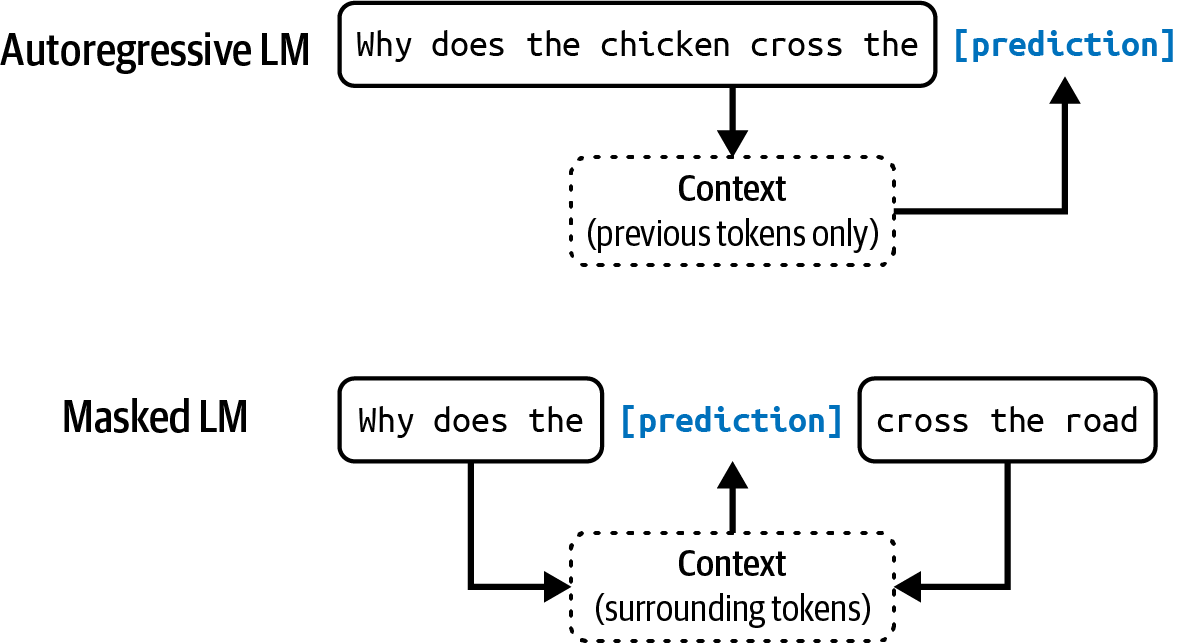 Autoregressive LM
Why does the chicken cross the [prediction]
Context
(previous tokens only)
Masked LM
Why does the [prediction] cross the road
Context
(surrounding tokens)